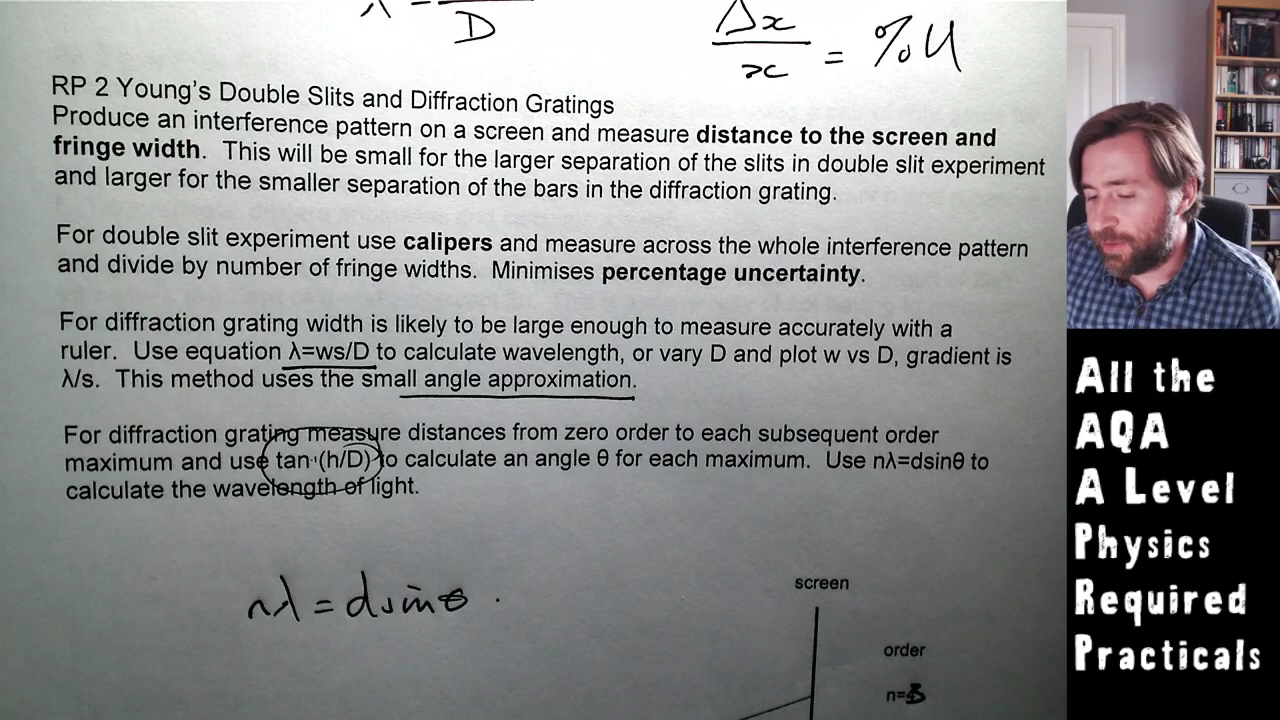 λ =
D
Δx
x
= %U
RP 2 Young's Double Slits and Diffraction Gratings
Produce an interference pattern on a screen and measure distance to the screen and
fringe width. This will be small for the larger separation of the slits in double slit experiment
and larger for the smaller separation of the bars in the diffraction grating.
For double slit experiment use calipers and measure across the whole interference pattern
and divide by number of fringe widths. Minimises percentage uncertainty.
For diffraction grating width is likely to be large enough to measure accurately with a
ruler. Use equation λ=ws/D to calculate wavelength, or vary D and plot w vs D, gradient is
λ/s. This method uses the small angle approximation.
For diffraction grating measure distances from zero order to each subsequent order
maximum and use tan⁻¹(h/D) to calculate an angle θ for each maximum. Use nλ=dsinθ to
calculate the wavelength of light.
nλ = dsinθ .
screen
order
n=
All the
AQA
A Level
Physics
Required
Practicals